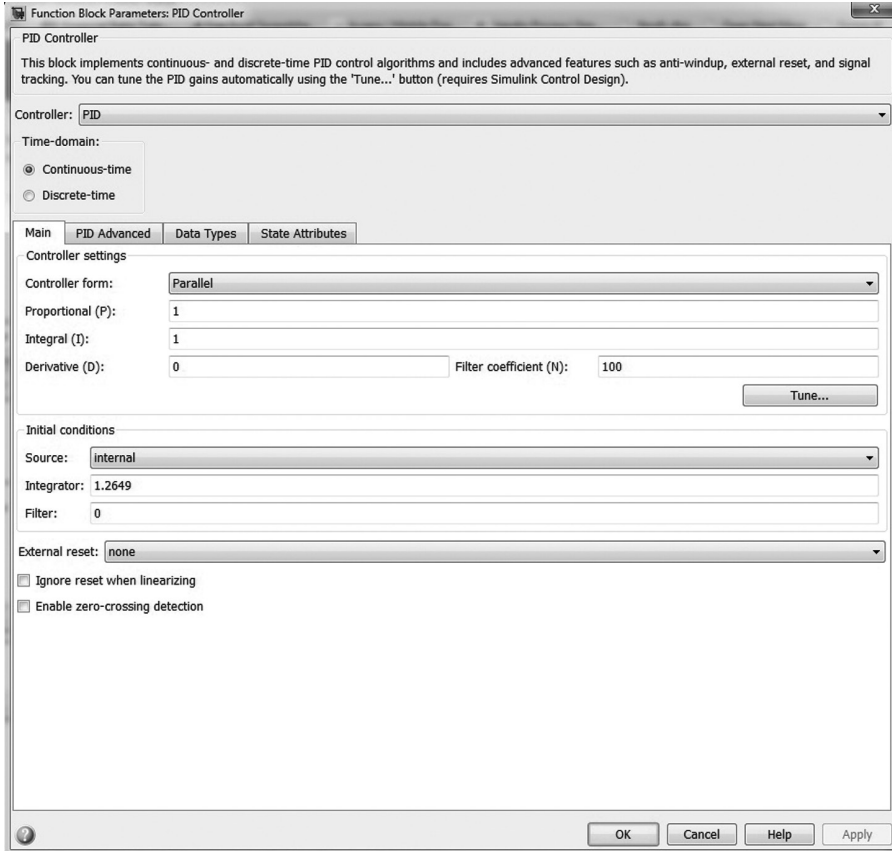 Function Block Parameters: PID Controller
X
PID Controller
This block implements continuous- and discrete-time PID control algorithms and includes advanced features such as anti-windup, external reset, and signal
tracking. You can tune the PID gains automatically using the 'Tune...' button (requires Simulink Control Design).
Controller: PID
Time-domain:
Continuous-time
Discrete-time
Main PID Advanced Data Types State Attributes
Controller settings
Controller form: Parallel
Proportional (P): 1
Integral (I): 1
Derivative (D): 0 Filter coefficient (N): 100
Tune...
Initial conditions
Source: internal
Integrator: 1.2649
Filter: 0
External reset: none
Ignore reset when linearizing
Enable zero-crossing detection
? OK Cancel Help Apply